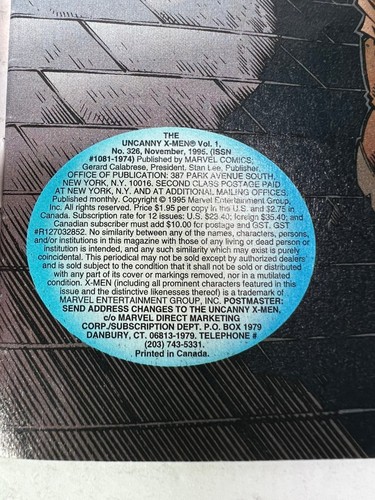 THE
UNCANNY X-MEN® Vol. 1,
No. 326, November, 1995. (ISSN
#1081-1974) Published by MARVEL COMICS,
Gerard Calabrese, President. Stan Lee, Publisher.
OFFICE OF PUBLICATION: 387 PARK AVENUE SOUTH,
NEW YORK, N.Y. 10016. SECOND CLASS POSTAGE PAID
AT NEW YORK, N.Y. AND AT ADDITIONAL MAILING OFFICES.
Published monthly. Copyright © 1995 Marvel Entertainment Group,
Inc. All rights reserved. Price $1.95 per copy in the U.S. and $2.75 in
Canada. Subscription rate for 12 issues: U.S. $23.40; foreign $35.40; and
Canadian subscriber must add $10.00 for postage and GST. GST
#R127032852. No similarity between any of the names, characters, persons,
and/or institutions in this magazine with those of any living or dead person or
institution is intended, and any such similarity which may exist is purely
coincidental. This periodical may not be sold except by authorized dealers
and is sold subject to the condition that it shall not be sold or distributed
with any part of its cover or markings removed, nor in a mutilated
condition. X-MEN (including all prominent characters featured in this
issue and the distinctive likenesses thereof) is a trademark of
MARVEL ENTERTAINMENT GROUP, INC. POSTMASTER:
SEND ADDRESS CHANGES TO THE UNCANNY X-MEN,
c/o MARVEL DIRECT MARKETING
CORP./SUBSCRIPTION DEPT. P.O. BOX 1979
DANBURY, CT. 06813-1979. TELEPHONE #
(203) 743-5331.
Printed in Canada.